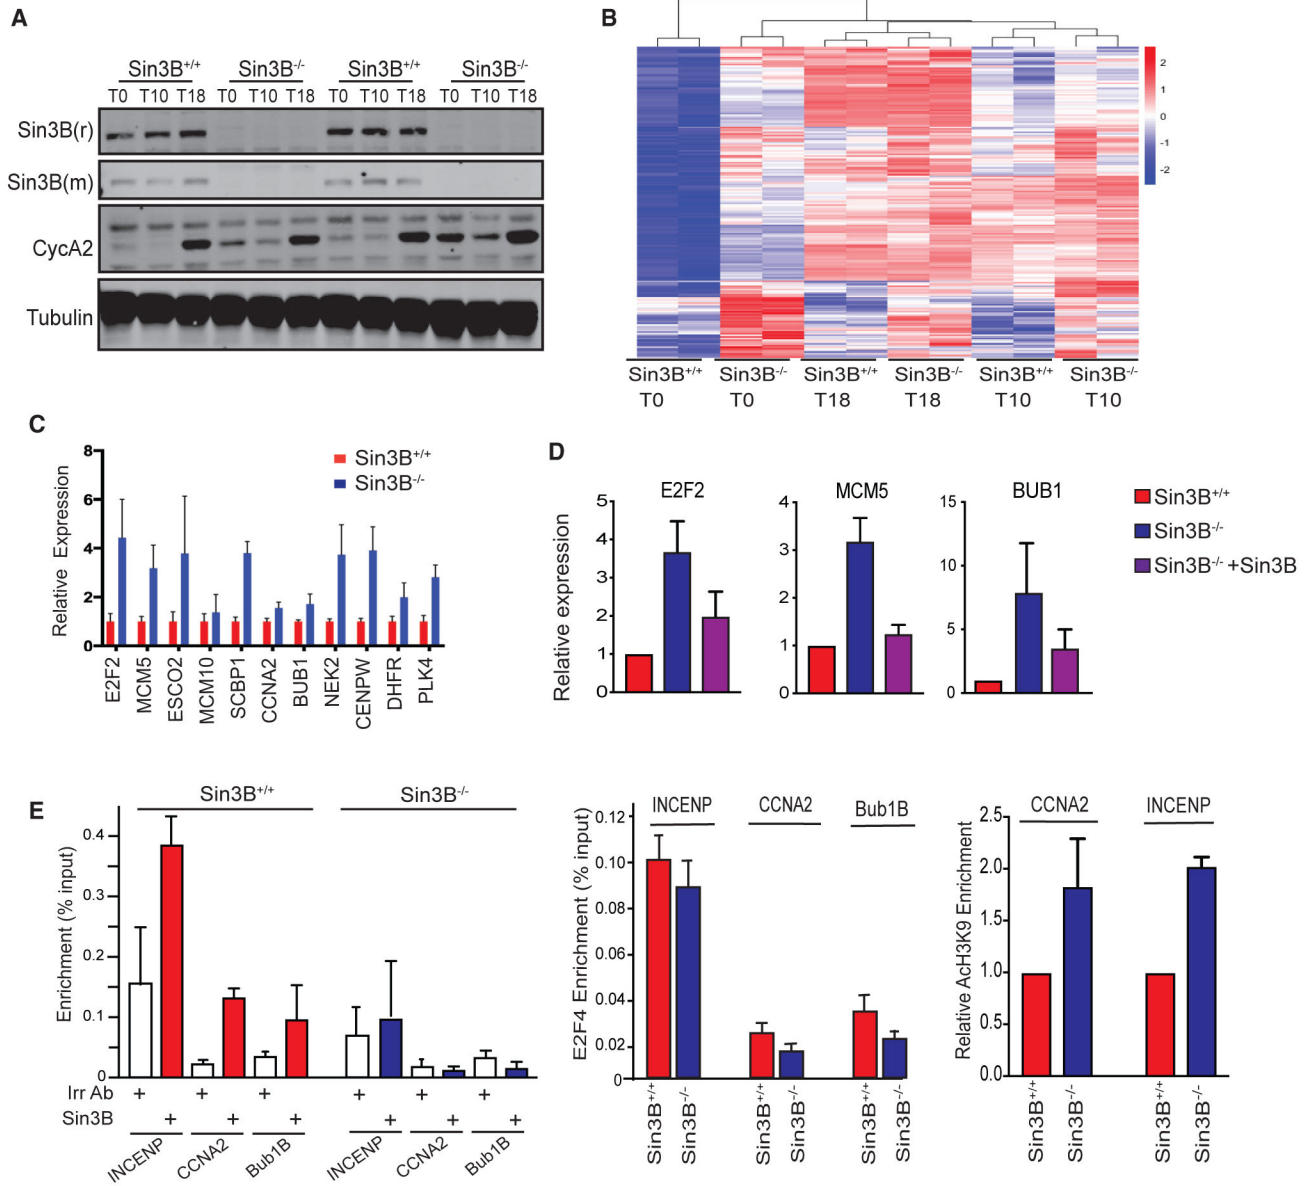 A
Sin3B+/+ Sin3B-/- Sin3B+/+ Sin3B-/-
T0 T10 T18 T0 T10 T18 T0 T10 T18 T0 T10 T18
Sin3B(r)
Sin3B(m)
CycA2
Tubulin
B
2
1
0
-1
-2
Sin3B+/+ Sin3B-/- Sin3B+/+ Sin3B-/- Sin3B+/+ Sin3B-/-
T0 T0 T18 T18 T10 T10
C
Relative Expression
8
6
4
2
0
Sin3B+/+
Sin3B-/-
E2F2 MCM5 ESCO2 MCM10 SCBP1 CCNA2 BUB1 NEK2 CENPW DHFR PLK4
D
Relative expression
E2F2
5
4
3
2
1
0
MCM5
4
3
2
1
0
BUB1
15
10
5
0
Sin3B+/+
Sin3B-/-
Sin3B-/- +Sin3B
E
Sin3B+/+ Sin3B-/-
Enrichment (% input)
0.4
0.3
0.2
0.1
0
Irr Ab + + + + + +
Sin3B + + + + + +
INCENP CCNA2 Bub1B INCENP CCNA2 Bub1B
E2F4 Enrichment (% input)
INCENP CCNA2 Bub1B
0.12
0.10
0.08
0.06
0.04
0.02
0
Sin3B+/+ Sin3B-/- Sin3B+/+ Sin3B-/- Sin3B+/+ Sin3B-/-
Relative AcH3K9 Enrichment
CCNA2 INCENP
2.5
2.0
1.5
1.0
0.5
0.0
Sin3B+/+ Sin3B-/- Sin3B+/+ Sin3B-/-